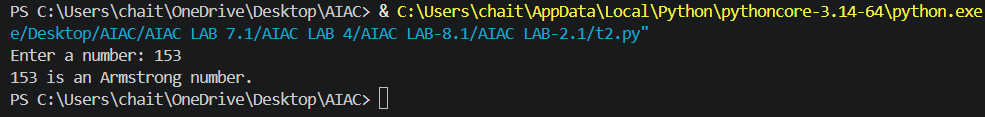 PS C:\Users\chait\OneDrive\Desktop\AIAC> & C:\Users\chait\AppData\Local\Python\pythoncore-3.14-64\python.exe
e/Desktop/AIAC/AIAC LAB 7.1/AIAC LAB 4/AIAC LAB-8.1/AIAC LAB-2.1/t2.py"
Enter a number: 153
153 is an Armstrong number.
PS C:\Users\chait\OneDrive\Desktop\AIAC>